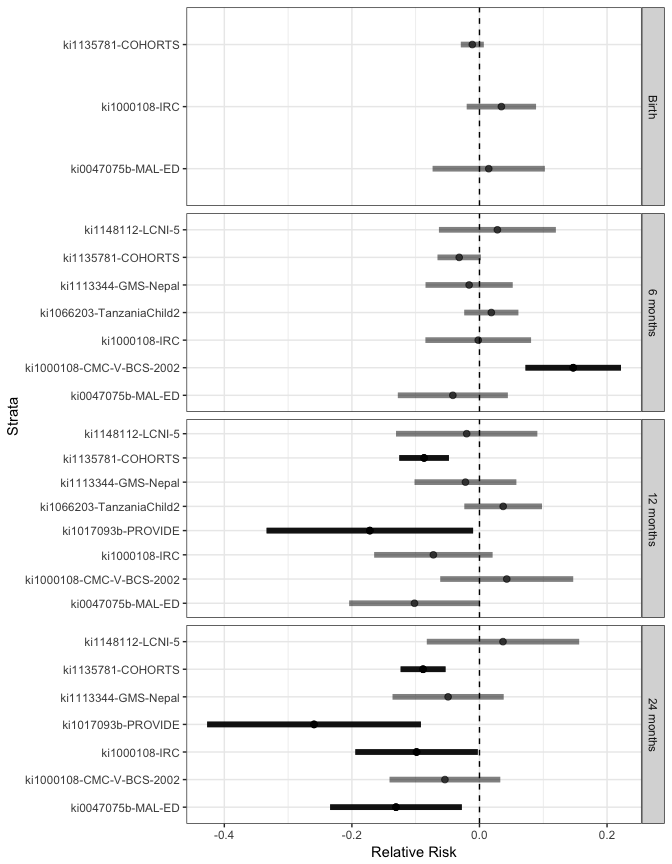 ki1135781-COHORTS
ki1000108-IRC
ki0047075b-MAL-ED
Birth
ki1148112-LCNI-5
ki1135781-COHORTS
ki1113344-GMS-Nepal
ki1066203-TanzaniaChild2
ki1000108-IRC
ki1000108-CMC-V-BCS-2002
ki0047075b-MAL-ED
6 months
Strata
ki1148112-LCNI-5
ki1135781-COHORTS
ki1113344-GMS-Nepal
ki1066203-TanzaniaChild2
ki1017093b-PROVIDE
ki1000108-IRC
ki1000108-CMC-V-BCS-2002
ki0047075b-MAL-ED
12 months
ki1148112-LCNI-5
ki1135781-COHORTS
ki1113344-GMS-Nepal
ki1017093b-PROVIDE
ki1000108-IRC
ki1000108-CMC-V-BCS-2002
ki0047075b-MAL-ED
24 months
-0.4 -0.2 0.0 0.2
Relative Risk